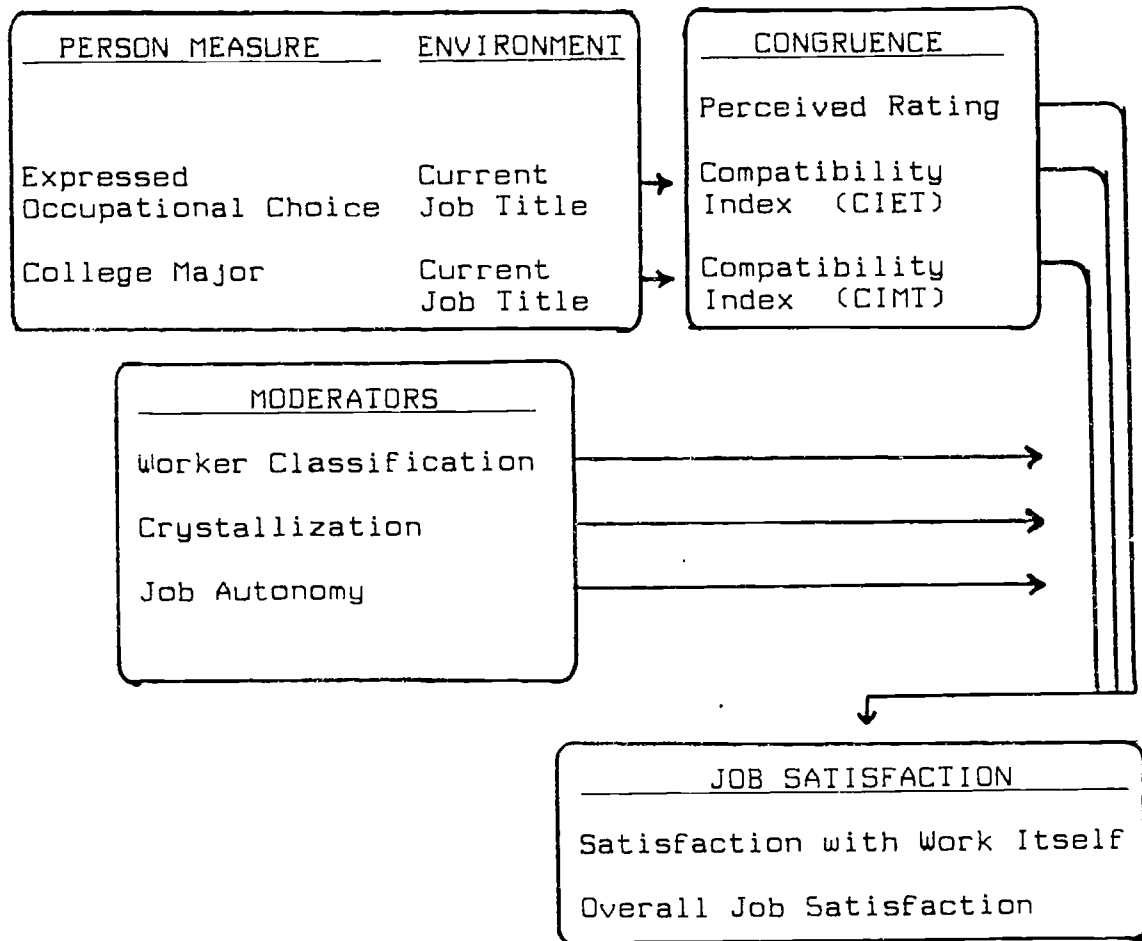 PERSON MEASURE ENVIRONMENT
Expressed Current
Occupational Choice Job Title
College Major Current
Job Title
CONGRUENCE
Perceived Rating
Compatibility
Index (CIET)
Compatibility
Index (CIMT)
MODERATORS
Worker Classification
Crystallization
Job Autonomy
JOB SATISFACTION
Satisfaction with Work Itself
Overall Job Satisfaction